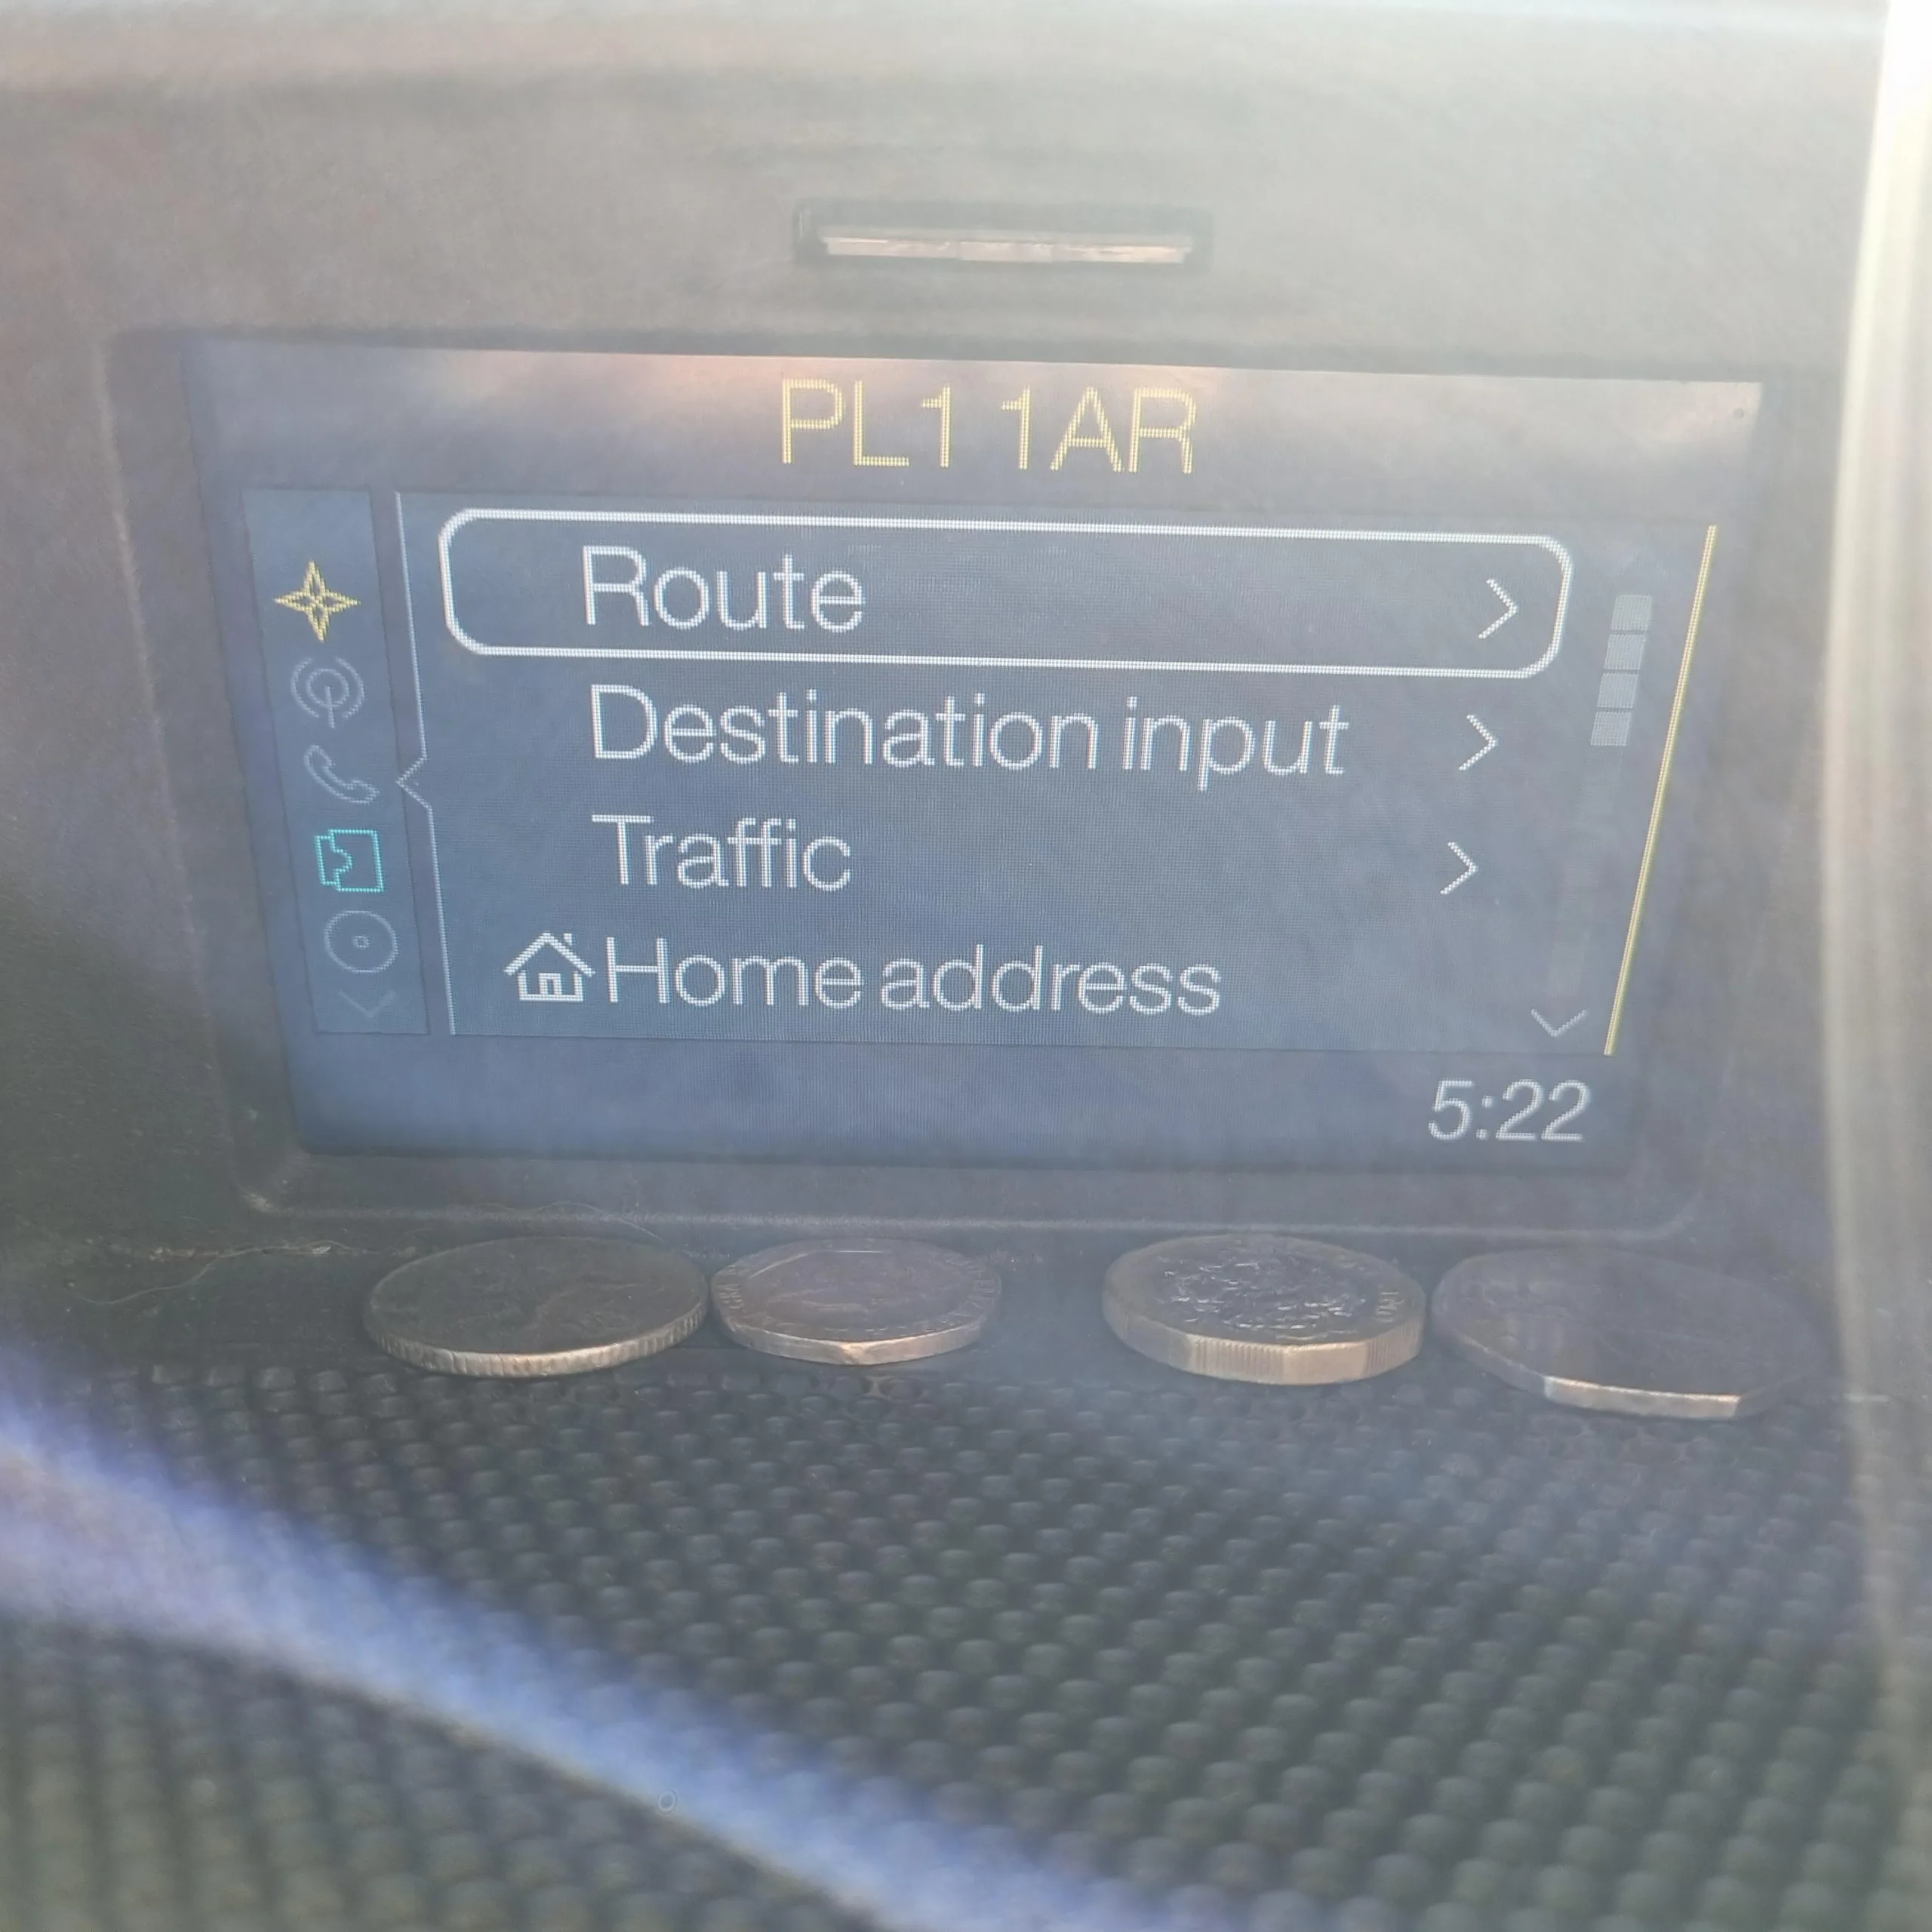 PL1 1AR
Route
Destination input
Traffic
Home address
5:22